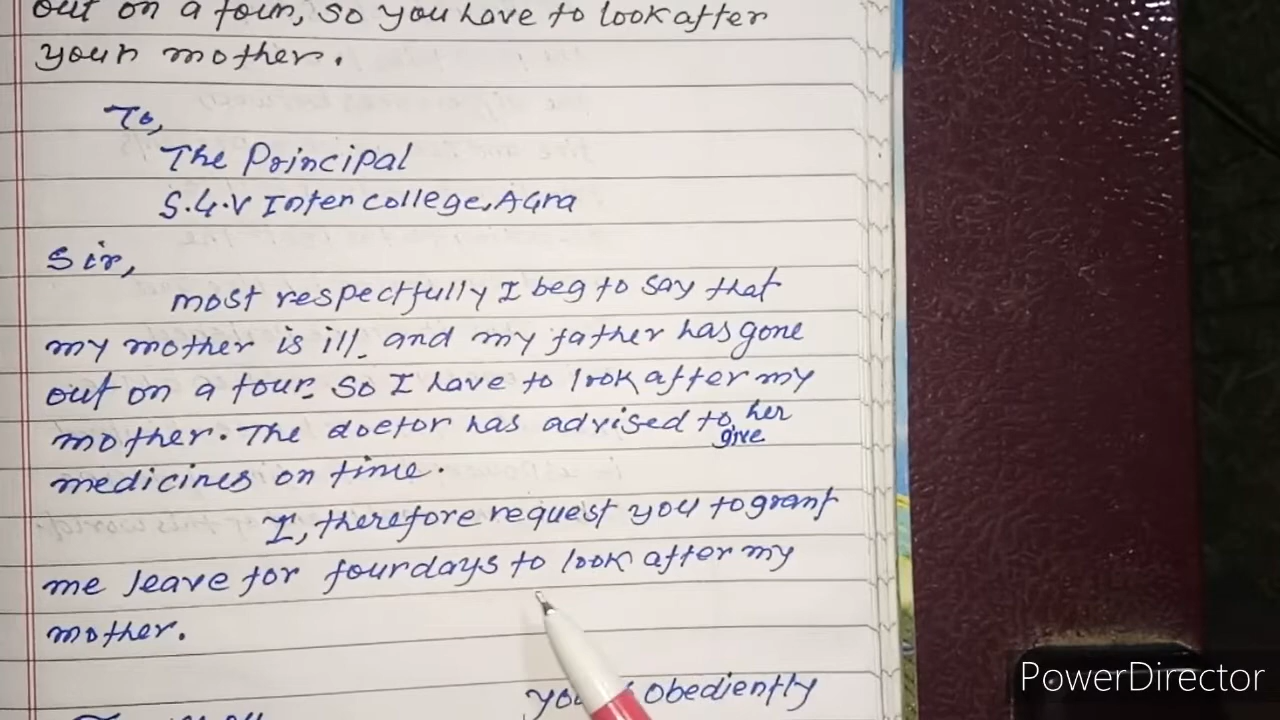 out on a tour, so you have to look after
your mother.
To,
The Principal
S.G.V Inter college, Agra
Sir,
most respectfully I beg to say that
my mother is ill and my father has gone
out on a tour. So I have to look after my
mother. The doctor has advised to give her
medicines on time.
I, therefore request you to grant
me leave for four days to look after my
mother.
obediently
PowerDirector